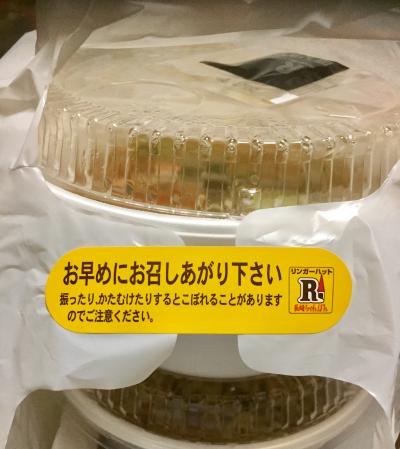 お早めにお召しあがり下さい
振ったり、かたむけたりするとこぼれることがあります
のでご注意ください。
リンガーハット
R
長崎ちゃんぽん